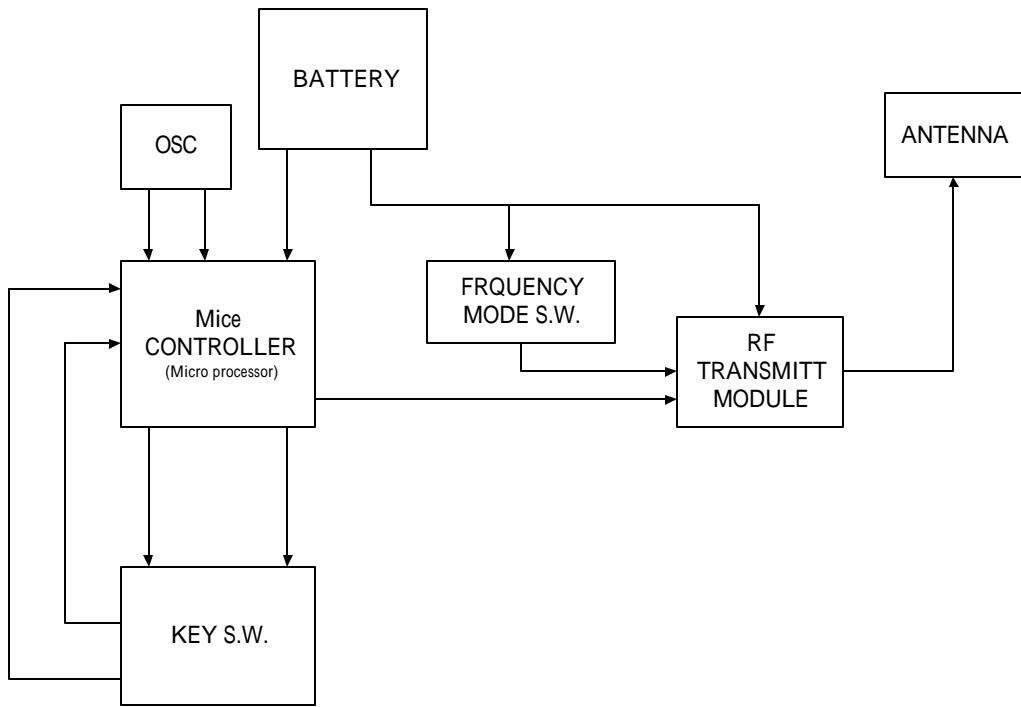 BATTERY
OSC
ANTENNA
FRQUENCY
MODE S.W.
Mice
CONTROLLER
(Micro processor)
RF
TRANSMITT
MODULE
KEY S.W.